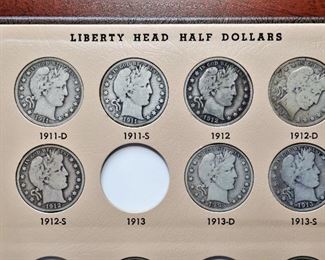 LIBERTY HEAD HALF DOLLARS
1911-D 1911-S 1912 1912-D
1912-S 1913 1913-D 1913-S